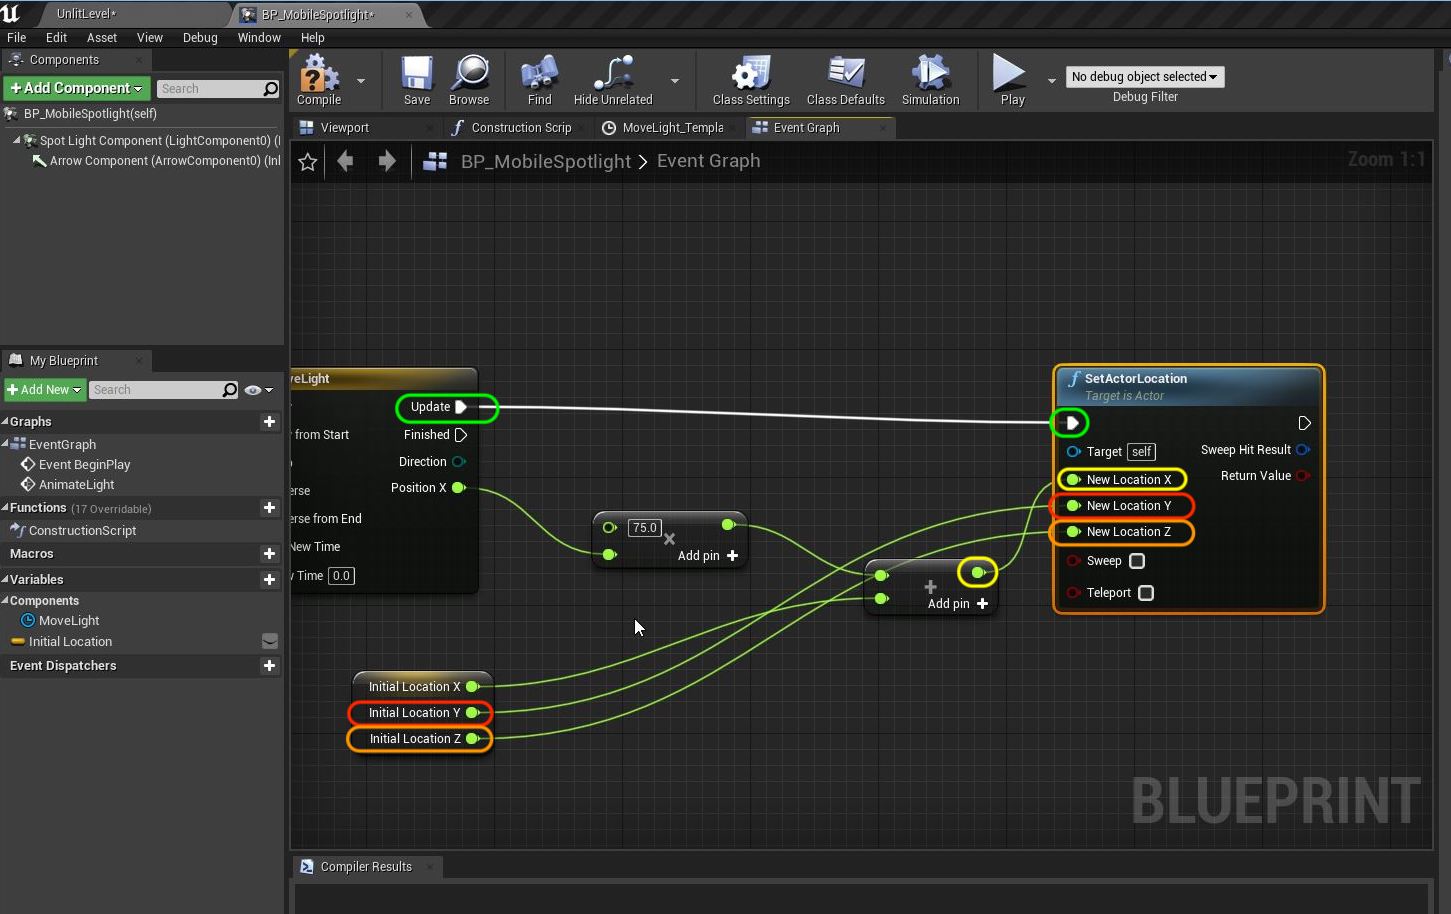 UnlitLevel*
BP_MobileSpotlight*
File Edit Asset View Debug Window Help
Components
+ Add Component
Search
BP_MobileSpotlight(self)
Spot Light Component (LightComponent0) (I
Arrow Component (ArrowComponent0) (Inl
Compile
Save
Browse
Find
Hide Unrelated
Class Settings
Class Defaults
Simulation
Play
No debug object selected
Debug Filter
Viewport
Construction Scrip
MoveLight_Templa
Event Graph
BP_MobileSpotlight > Event Graph
Zoom 1:1
My Blueprint
+ Add New
Search
Graphs
EventGraph
Event BeginPlay
AnimateLight
Functions (17 Overridable)
ConstructionScript
Macros
Variables
Components
MoveLight
Initial Location
Event Dispatchers
veLight
Update
from Start
Finished
Direction
Position X
erse
erse from End
New Time
Time 0.0
75.0
×
Add pin +
+
Add pin +
Initial Location X
Initial Location Y
Initial Location Z
f SetActorLocation
Target is Actor
Target self
Sweep Hit Result
New Location X
Return Value
New Location Y
New Location Z
Sweep
Teleport
BLUEPRINT
Compiler Results